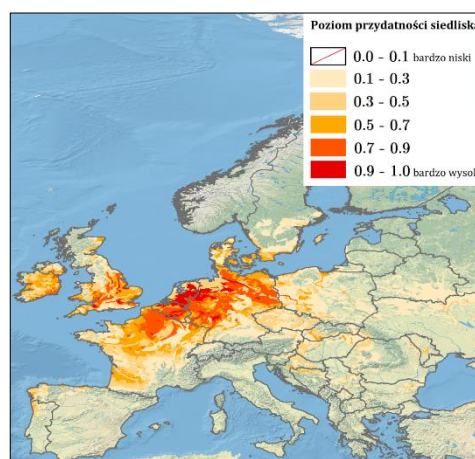 Poziom przydatności siedliska
0.0 - 0.1 bardzo niski
0.1 - 0.3
0.3 - 0.5
0.5 - 0.7
0.7 - 0.9
0.9 - 1.0 bardzo wysok